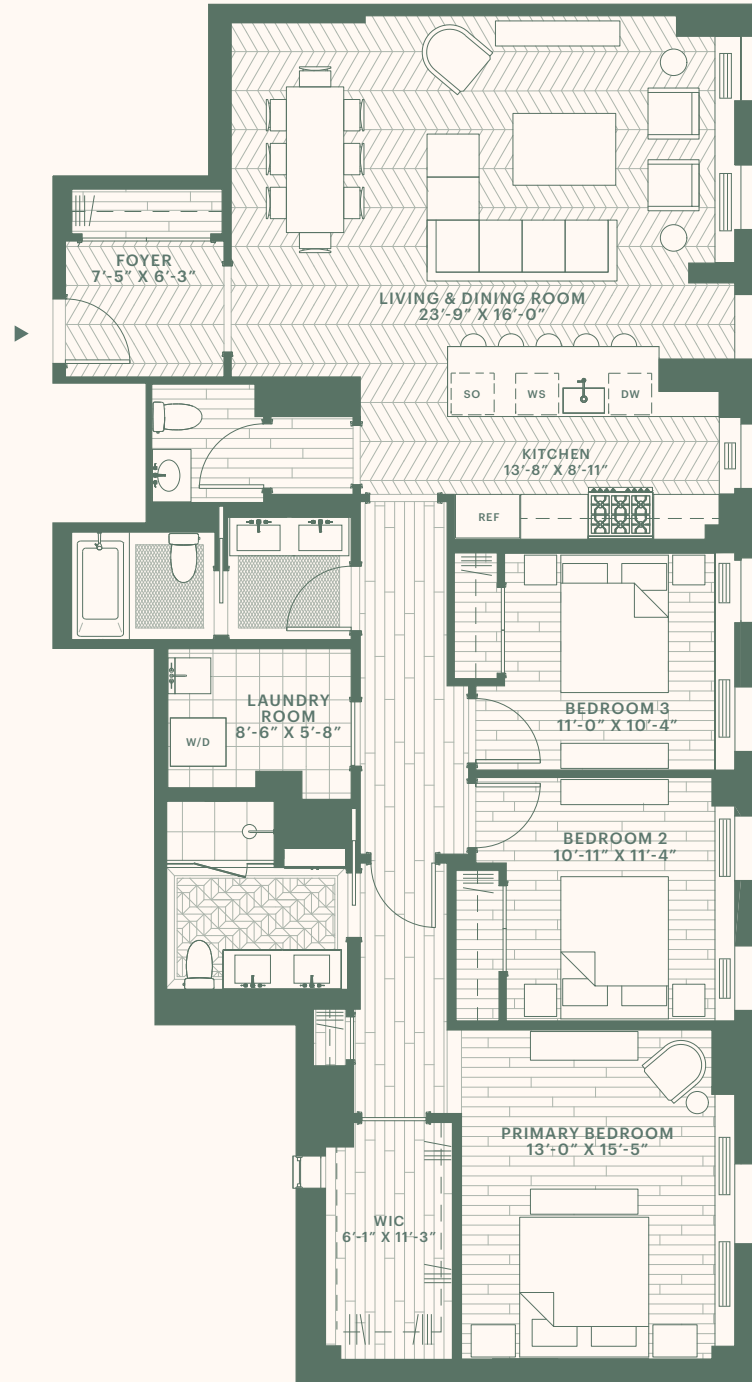 FOYER
7'-5" X 6'-3"
LIVING & DINING ROOM
23'-9" X 16'-0"
SO
WS
DW
KITCHEN
13'-8" X 8'-11"
REF
LAUNDRY
ROOM
8'-6" X 5'-8"
W/D
BEDROOM 3
11'-0" X 10'-4"
BEDROOM 2
10'-11" X 11'-4"
PRIMARY BEDROOM
13'-0" X 15'-5"
WIC
6'-1" X 11'-3"